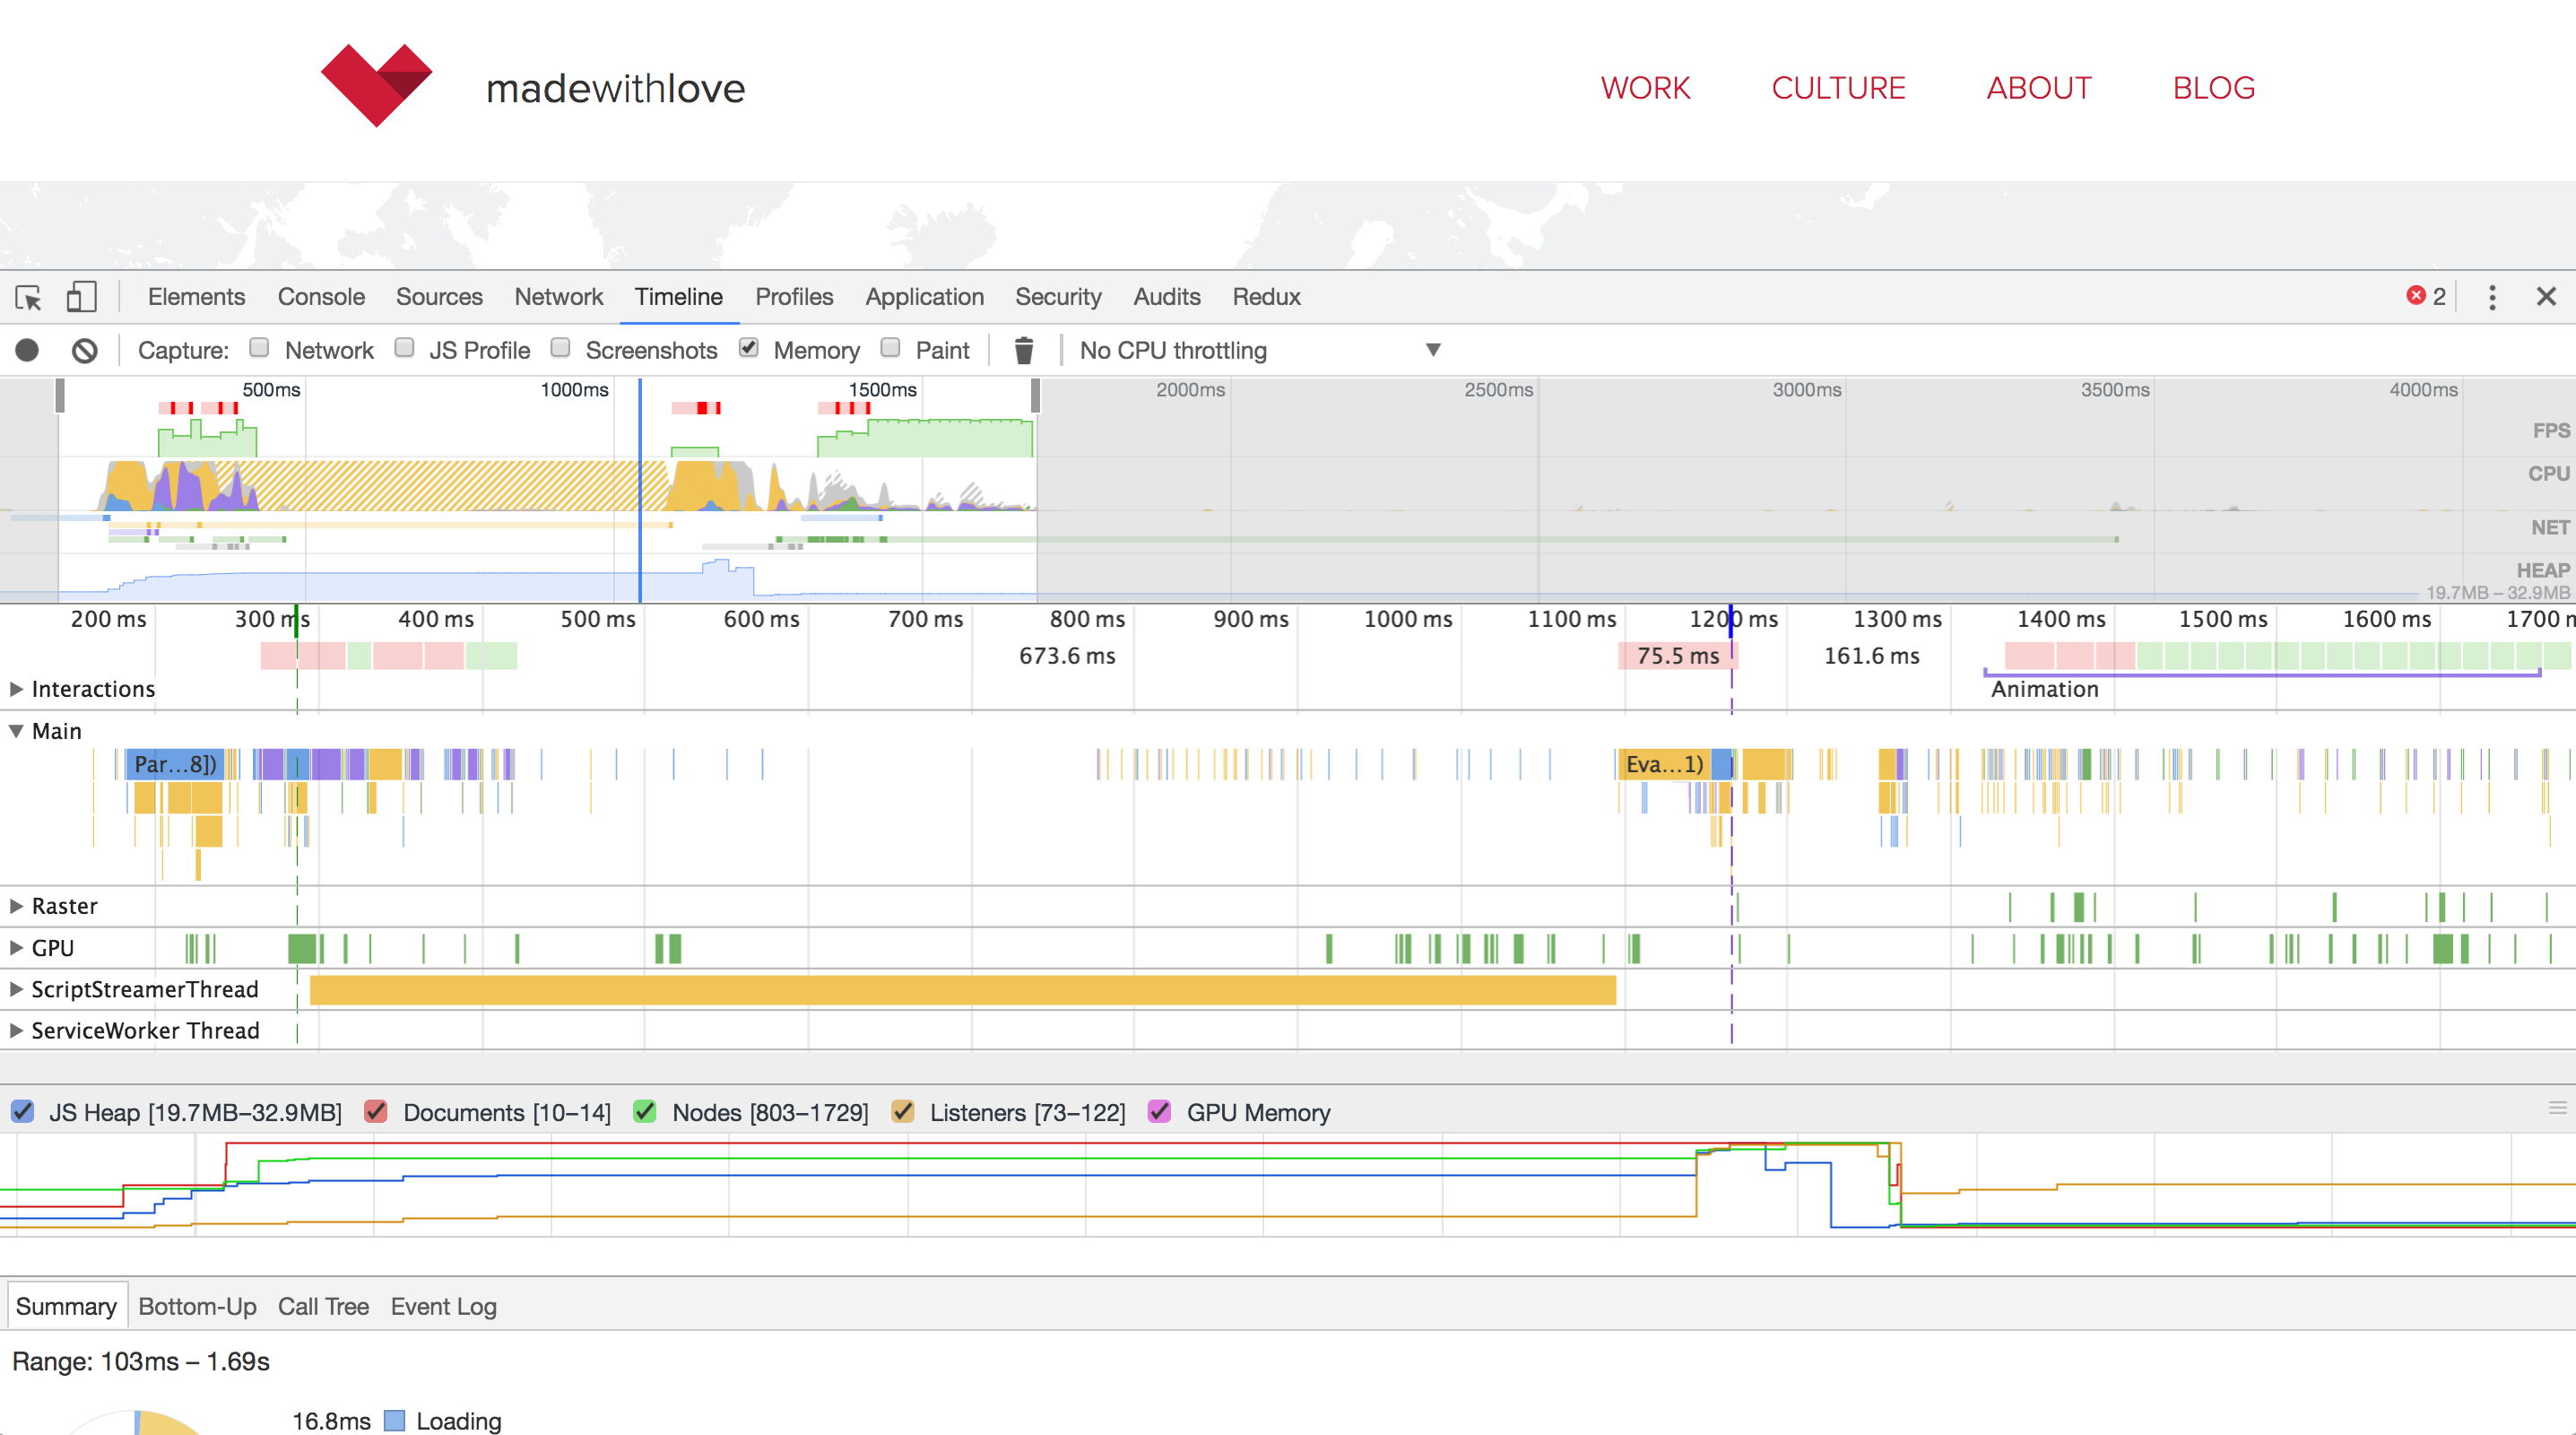 madewithlove
WORK CULTURE ABOUT BLOG
Elements Console Sources Network Timeline Profiles Application Security Audits Redux 2
Capture: Network JS Profile Screenshots Memory Paint No CPU throttling
500ms 1000ms 1500ms 2000ms 2500ms 3000ms 3500ms 4000ms
FPS
CPU
NET
HEAP
19.7MB – 32.9MB
200 ms 300 ms 400 ms 500 ms 600 ms 700 ms 800 ms 900 ms 1000 ms 1100 ms 1200 ms 1300 ms 1400 ms 1500 ms 1600 ms 1700 m
673.6 ms 75.5 ms 161.6 ms
Interactions Animation
Main
Par...8]) Eva...1)
Raster
GPU
ScriptStreamerThread
ServiceWorker Thread
JS Heap [19.7MB–32.9MB] Documents [10–14] Nodes [803–1729] Listeners [73–122] GPU Memory
Summary Bottom-Up Call Tree Event Log
Range: 103ms – 1.69s
16.8ms Loading